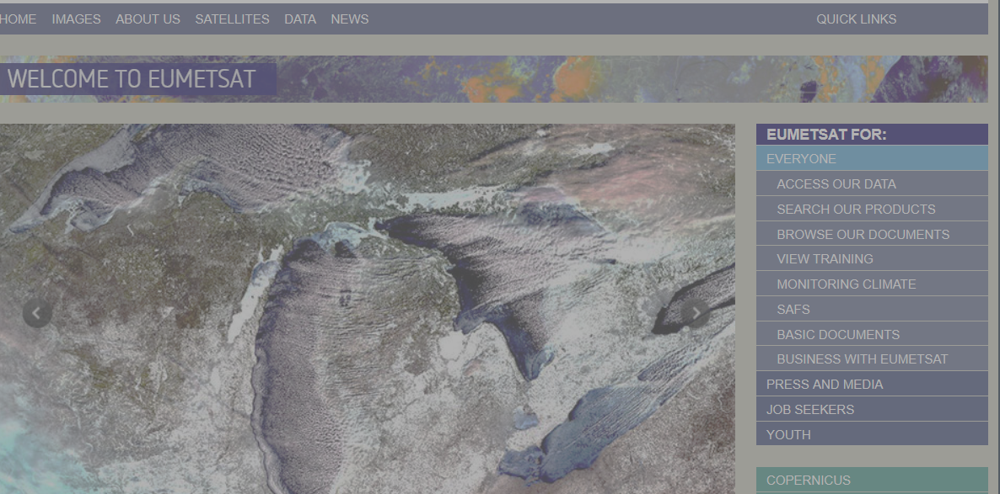 HOME IMAGES ABOUT US SATELLITES DATA NEWS QUICK LINKS
WELCOME TO EUMETSAT
EUMETSAT FOR:
EVERYONE
ACCESS OUR DATA
SEARCH OUR PRODUCTS
BROWSE OUR DOCUMENTS
VIEW TRAINING
MONITORING CLIMATE
SAFS
BASIC DOCUMENTS
BUSINESS WITH EUMETSAT
PRESS AND MEDIA
JOB SEEKERS
YOUTH
COPERNICUS